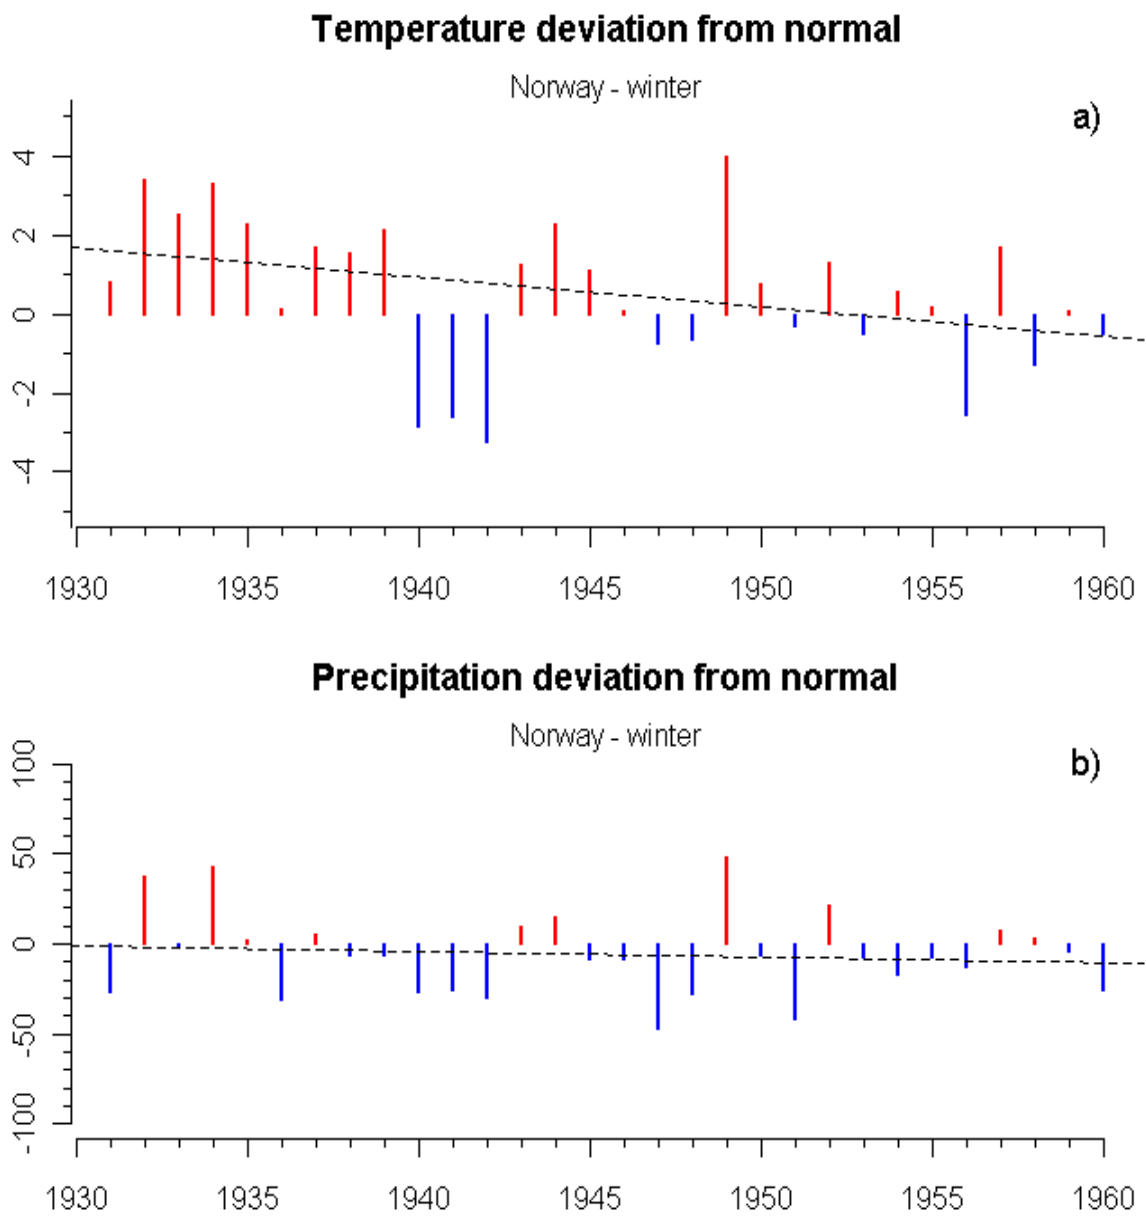 Temperature deviation from normal
Norway - winter
a)
4
2
0
-2
-4
1930 1935 1940 1945 1950 1955 1960
Precipitation deviation from normal
Norway - winter
b)
100
50
0
-50
-100
1930 1935 1940 1945 1950 1955 1960